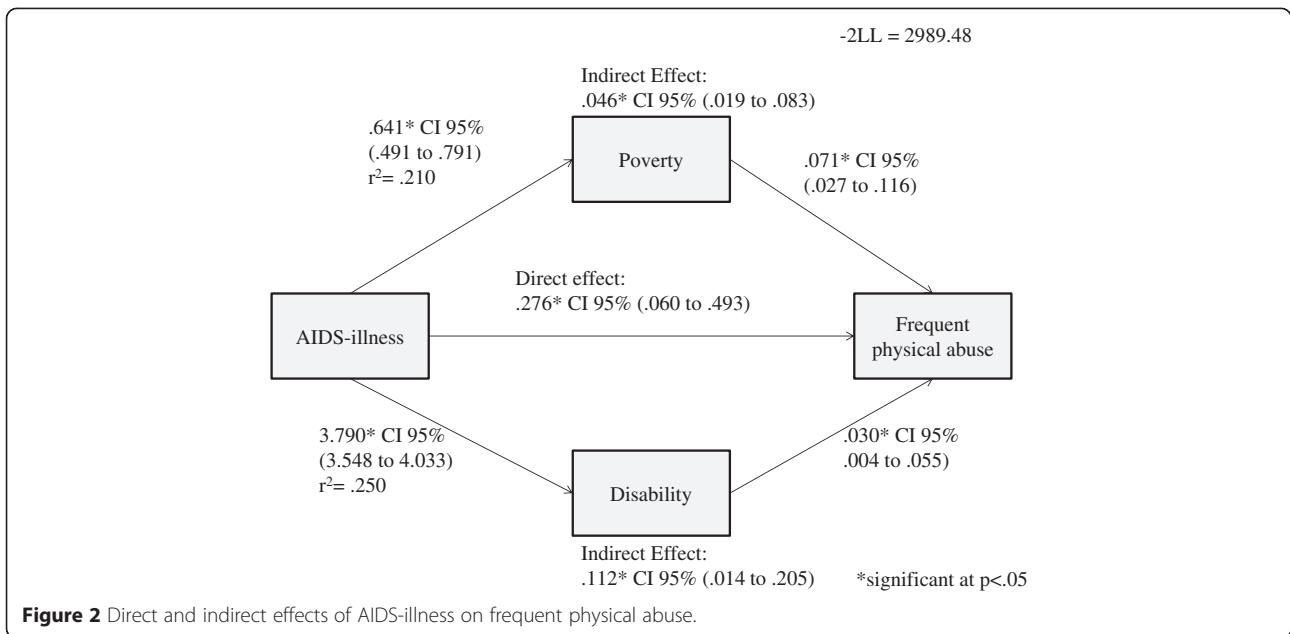 -2LL = 2989.48
Indirect Effect:
.046* CI 95% (.019 to .083)
.641* CI 95%
(.491 to .791)
r²= .210
Poverty
.071* CI 95%
(.027 to .116)
Direct effect:
.276* CI 95% (.060 to .493)
AIDS-illness
Frequent
physical abuse
3.790* CI 95%
(3.548 to 4.033)
r²= .250
.030* CI 95%
.004 to .055)
Disability
Indirect Effect:
.112* CI 95% (.014 to .205)
*significant at p<.05
Figure 2 Direct and indirect effects of AIDS-illness on frequent physical abuse.